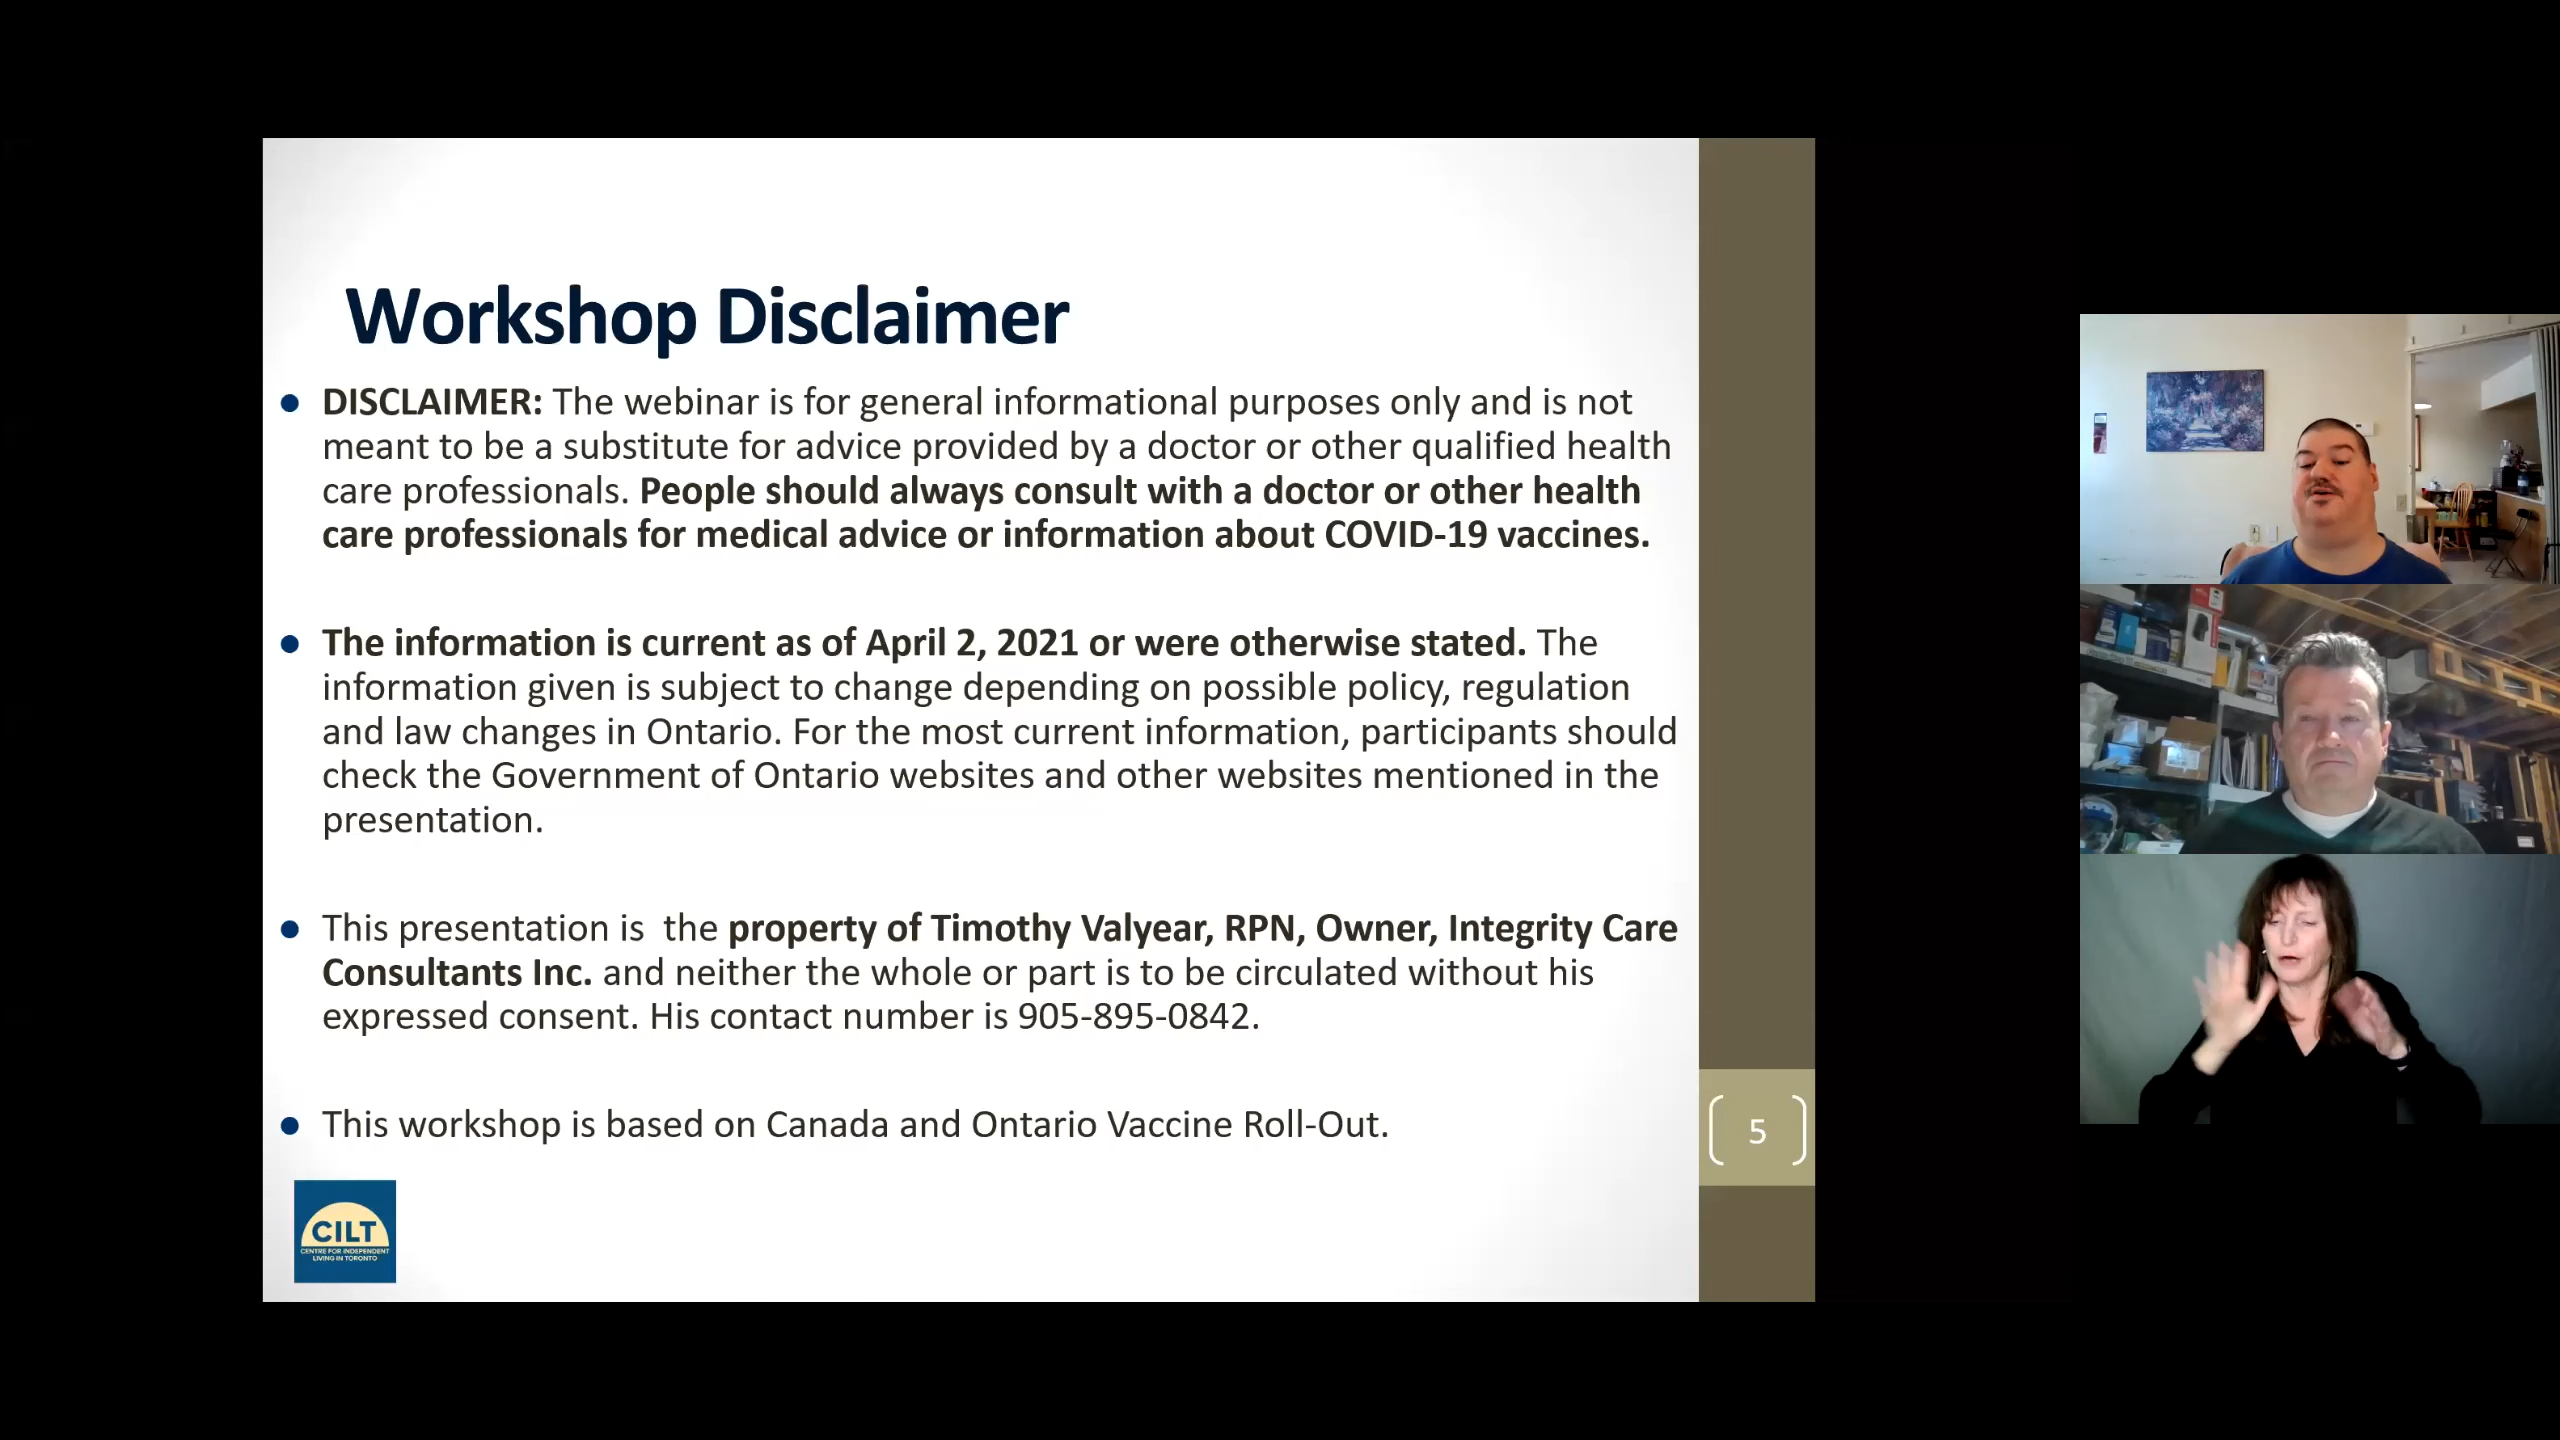 Workshop Disclaimer
● DISCLAIMER: The webinar is for general informational purposes only and is not
meant to be a substitute for advice provided by a doctor or other qualified health
care professionals. People should always consult with a doctor or other health
care professionals for medical advice or information about COVID-19 vaccines.
● The information is current as of April 2, 2021 or were otherwise stated. The
information given is subject to change depending on possible policy, regulation
and law changes in Ontario. For the most current information, participants should
check the Government of Ontario websites and other websites mentioned in the
presentation.
● This presentation is  the property of Timothy Valyear, RPN, Owner, Integrity Care
Consultants Inc. and neither the whole or part is to be circulated without his
expressed consent. His contact number is 905-895-0842.
● This workshop is based on Canada and Ontario Vaccine Roll-Out.
5
CILT
CENTRE FOR INDEPENDENT
LIVING IN TORONTO